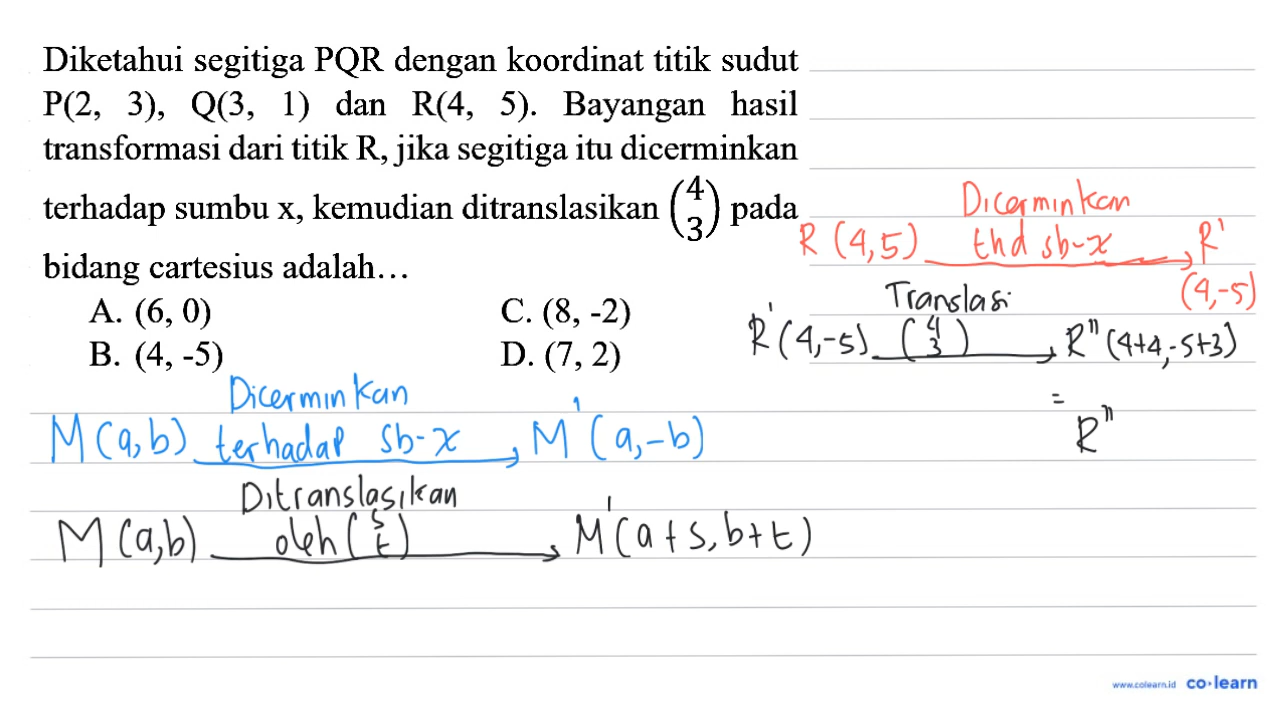 Diketahui segitiga PQR dengan koordinat titik sudut
P(2, 3), Q(3, 1) dan R(4, 5). Bayangan hasil
transformasi dari titik R, jika segitiga itu dicerminkan
terhadap sumbu x, kemudian ditranslasikan (4 3) pada
bidang cartesius adalah…
A. (6, 0)
B. (4, -5)
C. (8, -2)
D. (7, 2)
Dicerminkan
R (4,5) thd sb-x R'
(4,-5)
Translasi
R'(4,-5) (4 3) R"(4+4,-5+3)
=
R"
Dicerminkan
M(a,b) terhadap sb-x M'(a,-b)
Ditranslasikan
M(a,b) oleh (s t) M'(a+s, b+t)
www.colearn.id co·learn